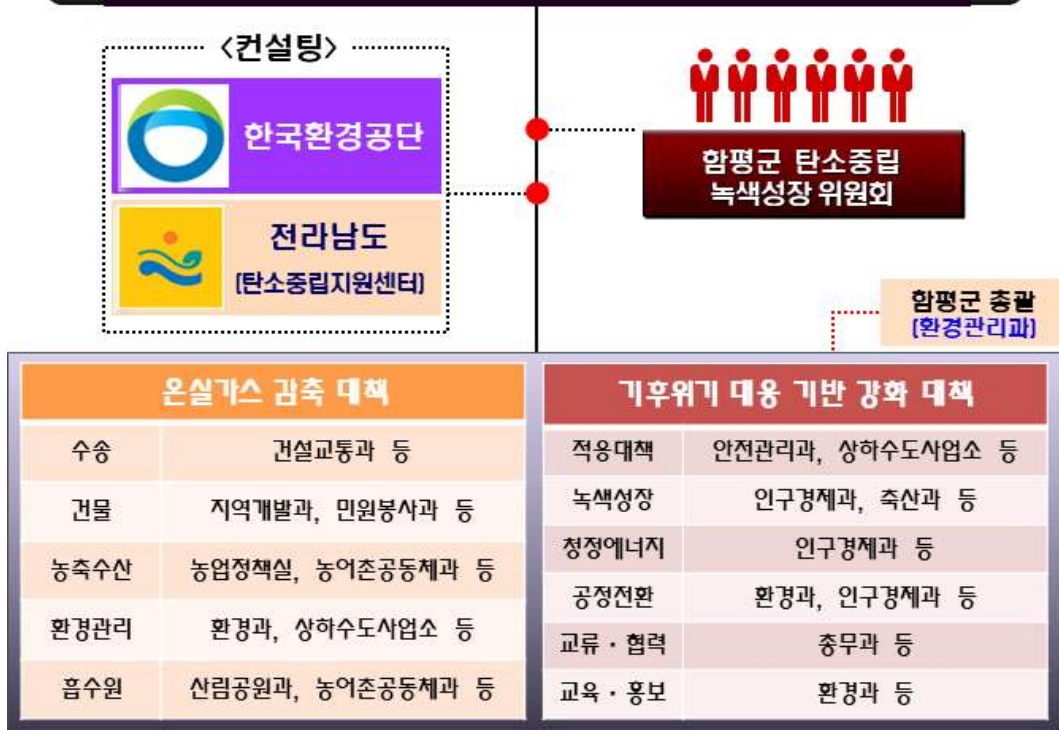 <컨설팅>
한국환경공단
전라남도
(탄소중립지원센터)
함평군 탄소중립
녹색성장 위원회
함평군 총괄
(환경관리과)
온실가스 감축 대책
수송 건설교통과 등
건물 지역개발과, 민원봉사과 등
농축수산 농업정책실, 농어촌공동체과 등
환경관리 환경과, 상하수도사업소 등
흡수원 산림공원과, 농어촌공동체과 등
기후위기 대응 기반 강화 대책
적응대책 안전관리과, 상하수도사업소 등
녹색성장 인구경제과, 축산과 등
청정에너지 인구경제과 등
공정전환 환경과, 인구경제과 등
교류·협력 총무과 등
교육·홍보 환경과 등